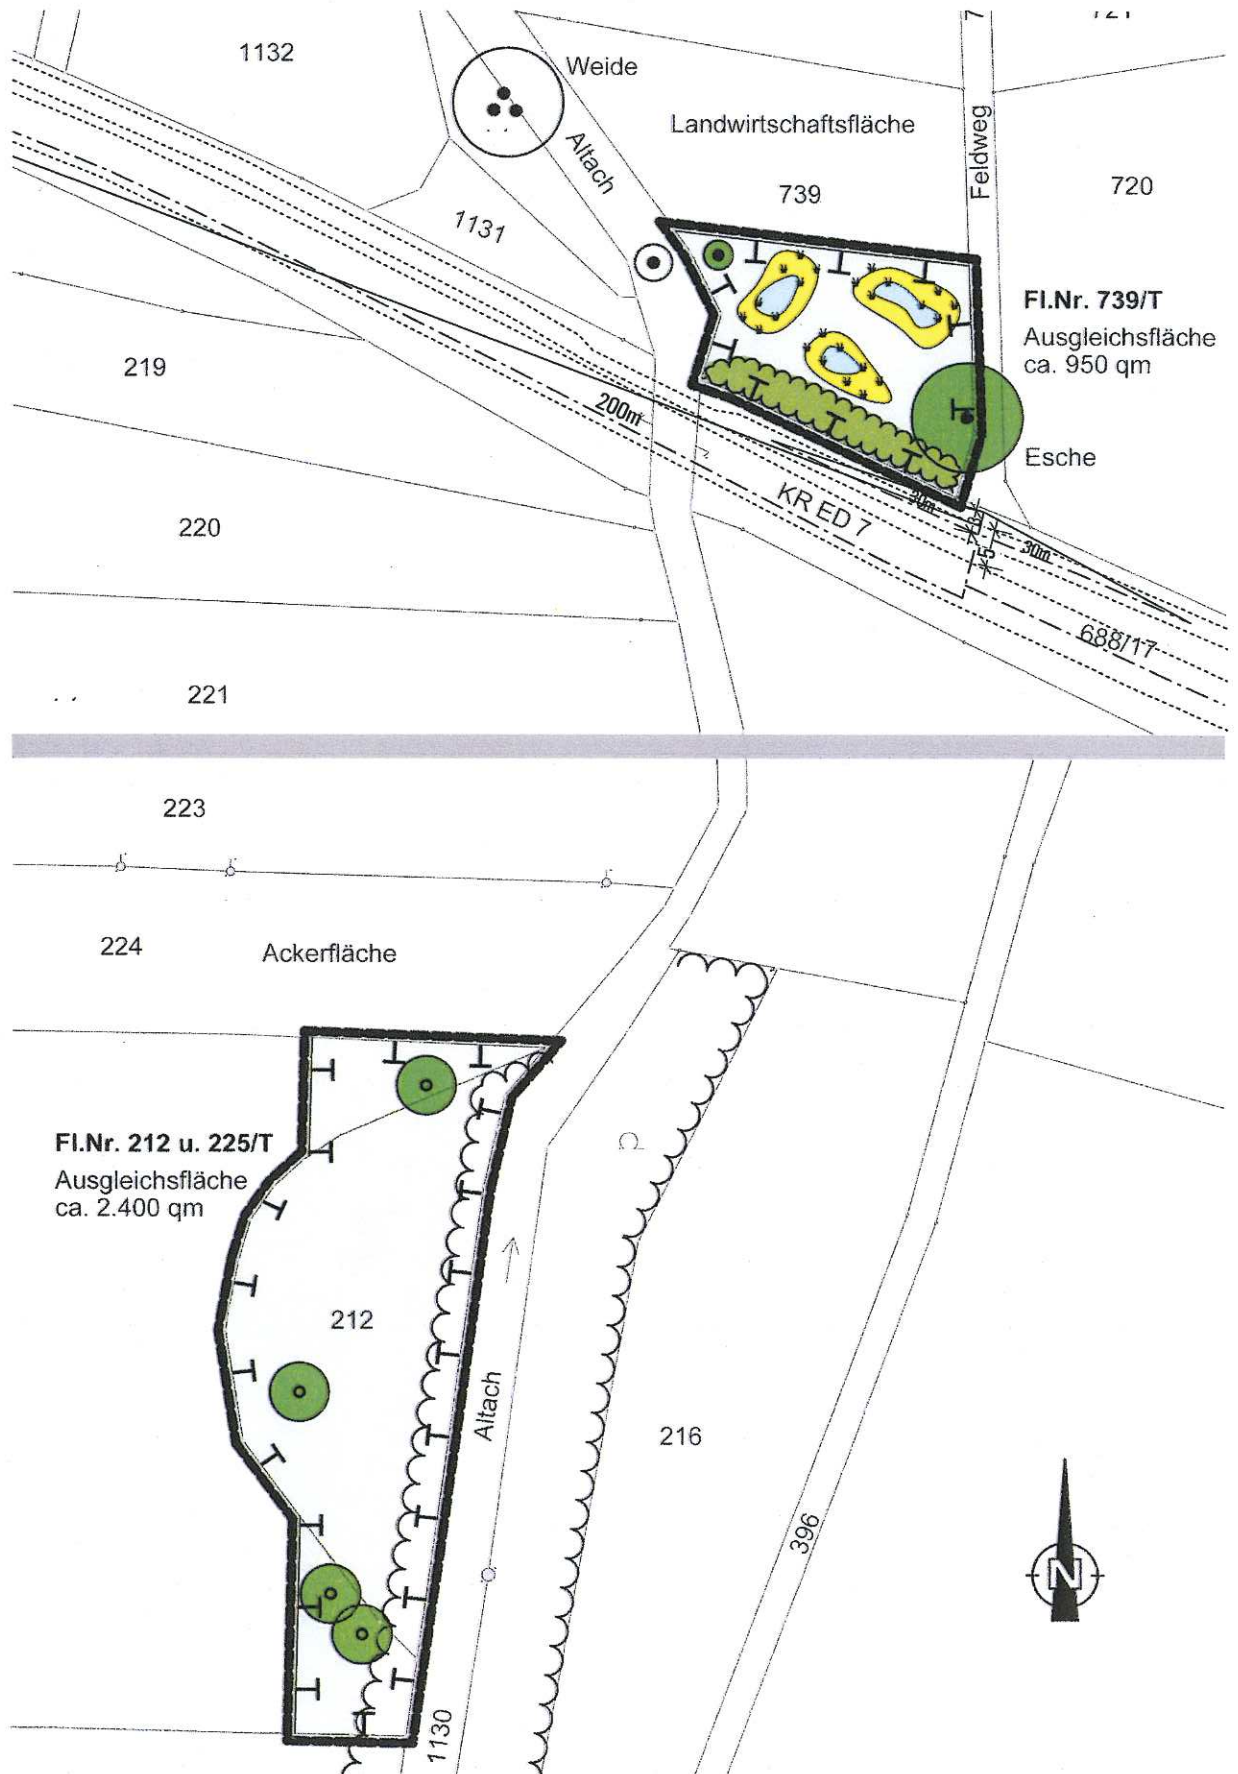 1132
Weide
Landwirtschaftsfläche
Altach
Feldweg
739
720
1131
Fl.Nr. 739/T
Ausgleichsfläche
ca. 950 qm
219
200m
Esche
KR ED 7
30m
5
30m
220
688/17
221
223
224
Ackerfläche
Fl.Nr. 212 u. 225/T
Ausgleichsfläche
ca. 2.400 qm
212
Altach
216
396
N
1130